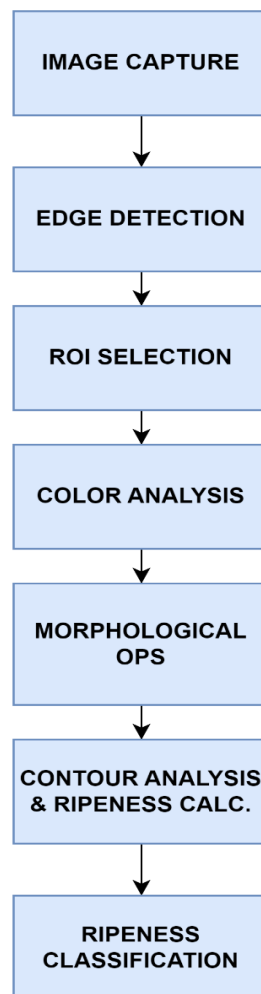 IMAGE CAPTURE
EDGE DETECTION
ROI SELECTION
COLOR ANALYSIS
MORPHOLOGICAL
OPS
CONTOUR ANALYSIS
& RIPENESS CALC.
RIPENESS
CLASSIFICATION